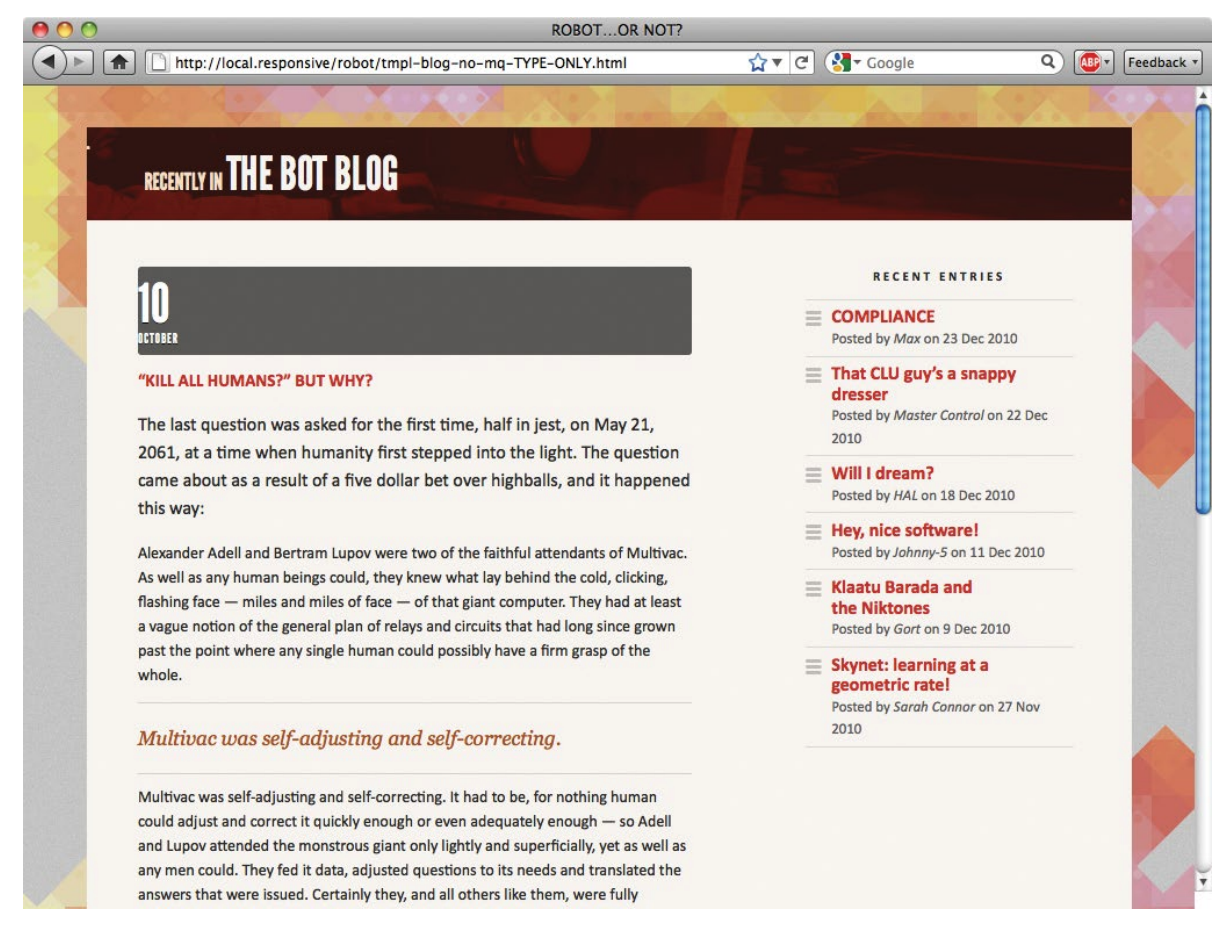 ROBOT...OR NOT?
http://local.responsive/robot/tmpl-blog-no-mq-TYPE-ONLY.html
Google
ABP
Feedback
RECENTLY IN THE BOT BLOG
10
OCTOBER
“KILL ALL HUMANS?” BUT WHY?
The last question was asked for the first time, half in jest, on May 21,
2061, at a time when humanity first stepped into the light. The question
came about as a result of a five dollar bet over highballs, and it happened
this way:
Alexander Adell and Bertram Lupov were two of the faithful attendants of Multivac.
As well as any human beings could, they knew what lay behind the cold, clicking,
flashing face — miles and miles of face — of that giant computer. They had at least
a vague notion of the general plan of relays and circuits that had long since grown
past the point where any single human could possibly have a firm grasp of the
whole.
Multivac was self-adjusting and self-correcting.
Multivac was self-adjusting and self-correcting. It had to be, for nothing human
could adjust and correct it quickly enough or even adequately enough — so Adell
and Lupov attended the monstrous giant only lightly and superficially, yet as well as
any men could. They fed it data, adjusted questions to its needs and translated the
answers that were issued. Certainly they, and all others like them, were fully
RECENT ENTRIES
COMPLIANCE
Posted by Max on 23 Dec 2010
That CLU guy’s a snappy
dresser
Posted by Master Control on 22 Dec
2010
Will I dream?
Posted by HAL on 18 Dec 2010
Hey, nice software!
Posted by Johnny-5 on 11 Dec 2010
Klaatu Barada and
the Niktones
Posted by Gort on 9 Dec 2010
Skynet: learning at a
geometric rate!
Posted by Sarah Connor on 27 Nov
2010